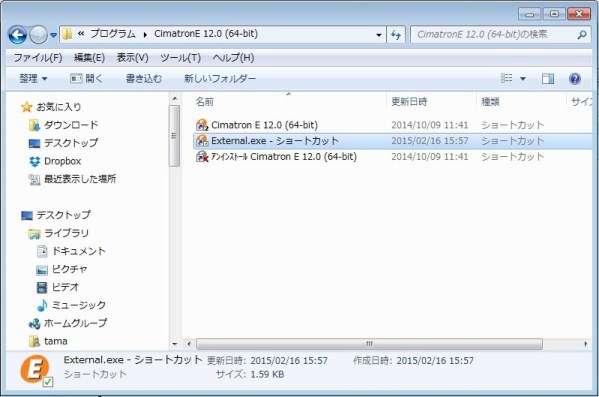 プログラム ▸ CimatronE 12.0 (64-bit)
CimatronE 12.0 (64-bit)の検索
ファイル(F) 編集(E) 表示(V) ツール(T) ヘルプ(H)
整理 開く 書き込む 新しいフォルダー
お気に入り
ダウンロード
デスクトップ
Dropbox
最近表示した場所
デスクトップ
ライブラリ
ドキュメント
ピクチャ
ビデオ
ミュージック
ホームグループ
tama
名前 更新日時 種類 サイズ
Cimatron E 12.0 (64-bit) 2014/10/09 11:41 ショートカット
External.exe - ショートカット 2015/02/16 15:57 ショートカット
ｱﾝｲﾝｽﾄｰﾙ Cimatron E 12.0 (64-bit) 2014/10/09 11:41 ショートカット
External.exe - ショートカット 更新日時: 2015/02/16 15:57 作成日時: 2015/02/16 15:57
ショートカット サイズ: 1.59 KB